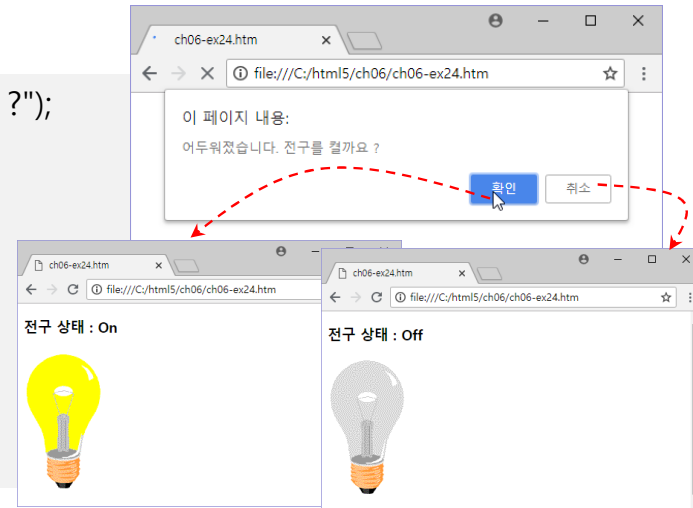 ch06-ex24.htm
file:///C:/html5/ch06/ch06-ex24.htm
?");
이 페이지 내용:
어두워졌습니다. 전구를 켤까요 ?
확인
취소
ch06-ex24.htm
file:///C:/html5/ch06/ch06-ex24.htm
전구 상태 : On
ch06-ex24.htm
file:///C:/html5/ch06/ch06-ex24.htm
전구 상태 : Off